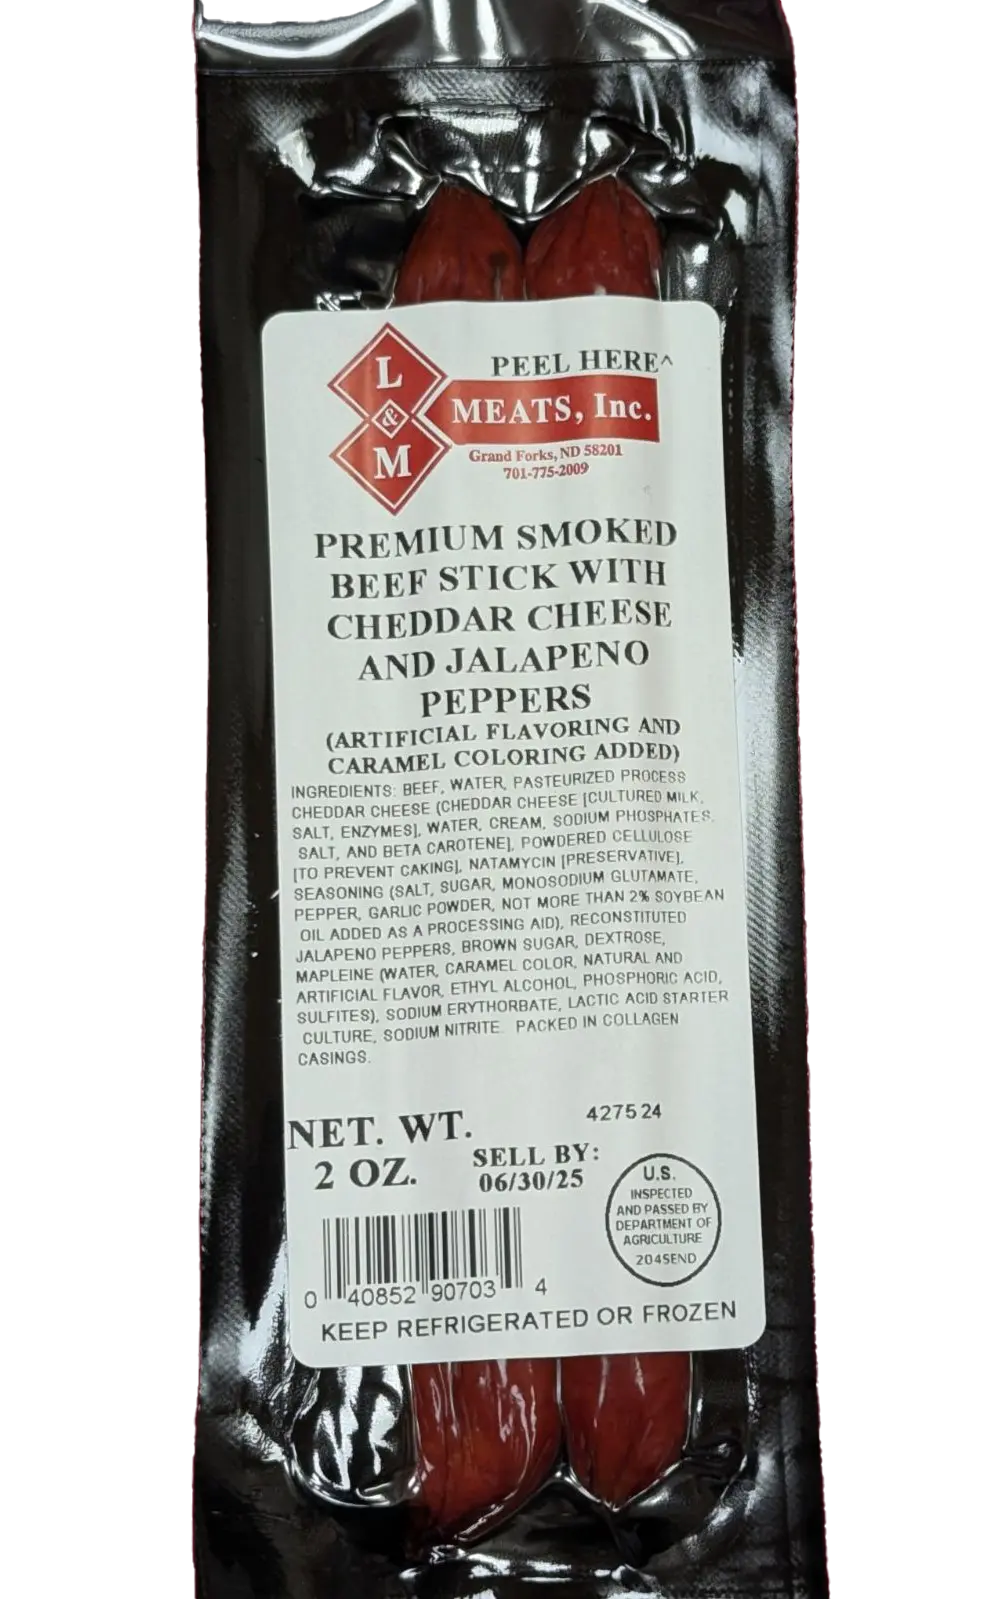 L
&
M
PEEL HERE^
MEATS, Inc.
Grand Forks, ND 58201
701-775-2009
PREMIUM SMOKED
BEEF STICK WITH
CHEDDAR CHEESE
AND JALAPENO
PEPPERS
(ARTIFICIAL FLAVORING AND
CARAMEL COLORING ADDED)
INGREDIENTS: BEEF, WATER, PASTEURIZED PROCESS
CHEDDAR CHEESE (CHEDDAR CHEESE [CULTURED MILK,
SALT, ENZYMES], WATER, CREAM, SODIUM PHOSPHATES,
SALT, AND BETA CAROTENE], POWDERED CELLULOSE
[TO PREVENT CAKING], NATAMYCIN [PRESERVATIVE],
SEASONING (SALT, SUGAR, MONOSODIUM GLUTAMATE,
PEPPER, GARLIC POWDER, NOT MORE THAN 2% SOYBEAN
OIL ADDED AS A PROCESSING AID), RECONSTITUTED
JALAPENO PEPPERS, BROWN SUGAR, DEXTROSE,
MAPLEINE (WATER, CARAMEL COLOR, NATURAL AND
ARTIFICIAL FLAVOR, ETHYL ALCOHOL, PHOSPHORIC ACID,
SULFITES), SODIUM ERYTHORBATE, LACTIC ACID STARTER
CULTURE, SODIUM NITRITE. PACKED IN COLLAGEN
CASINGS.
427524
NET. WT.
2 OZ.
SELL BY:
06/30/25
U.S.
INSPECTED
AND PASSED BY
DEPARTMENT OF
AGRICULTURE
204SEND
0 40852 90703 4
KEEP REFRIGERATED OR FROZEN